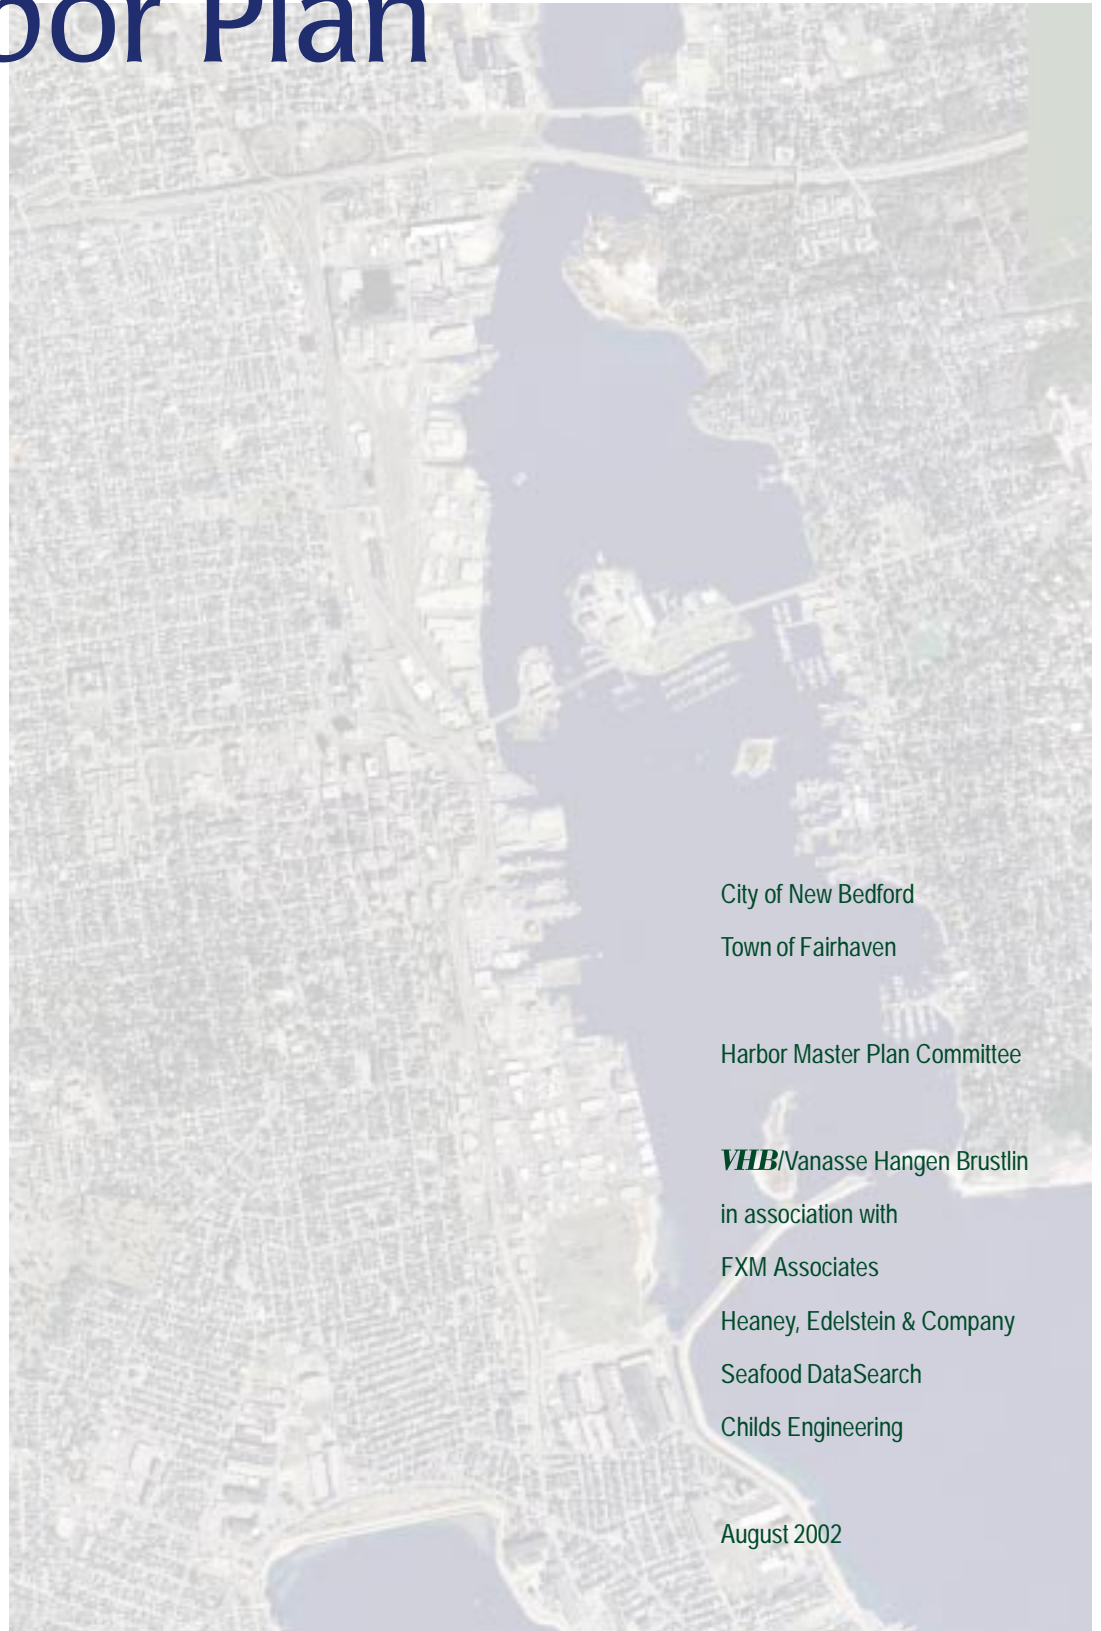 Plan
City of New Bedford
Town of Fairhaven
Harbor Master Plan Committee
VHB/Vanasse Hangen Brustlin
in association with
FXM Associates
Heaney, Edelstein & Company
Seafood DataSearch
Childs Engineering
August 2002